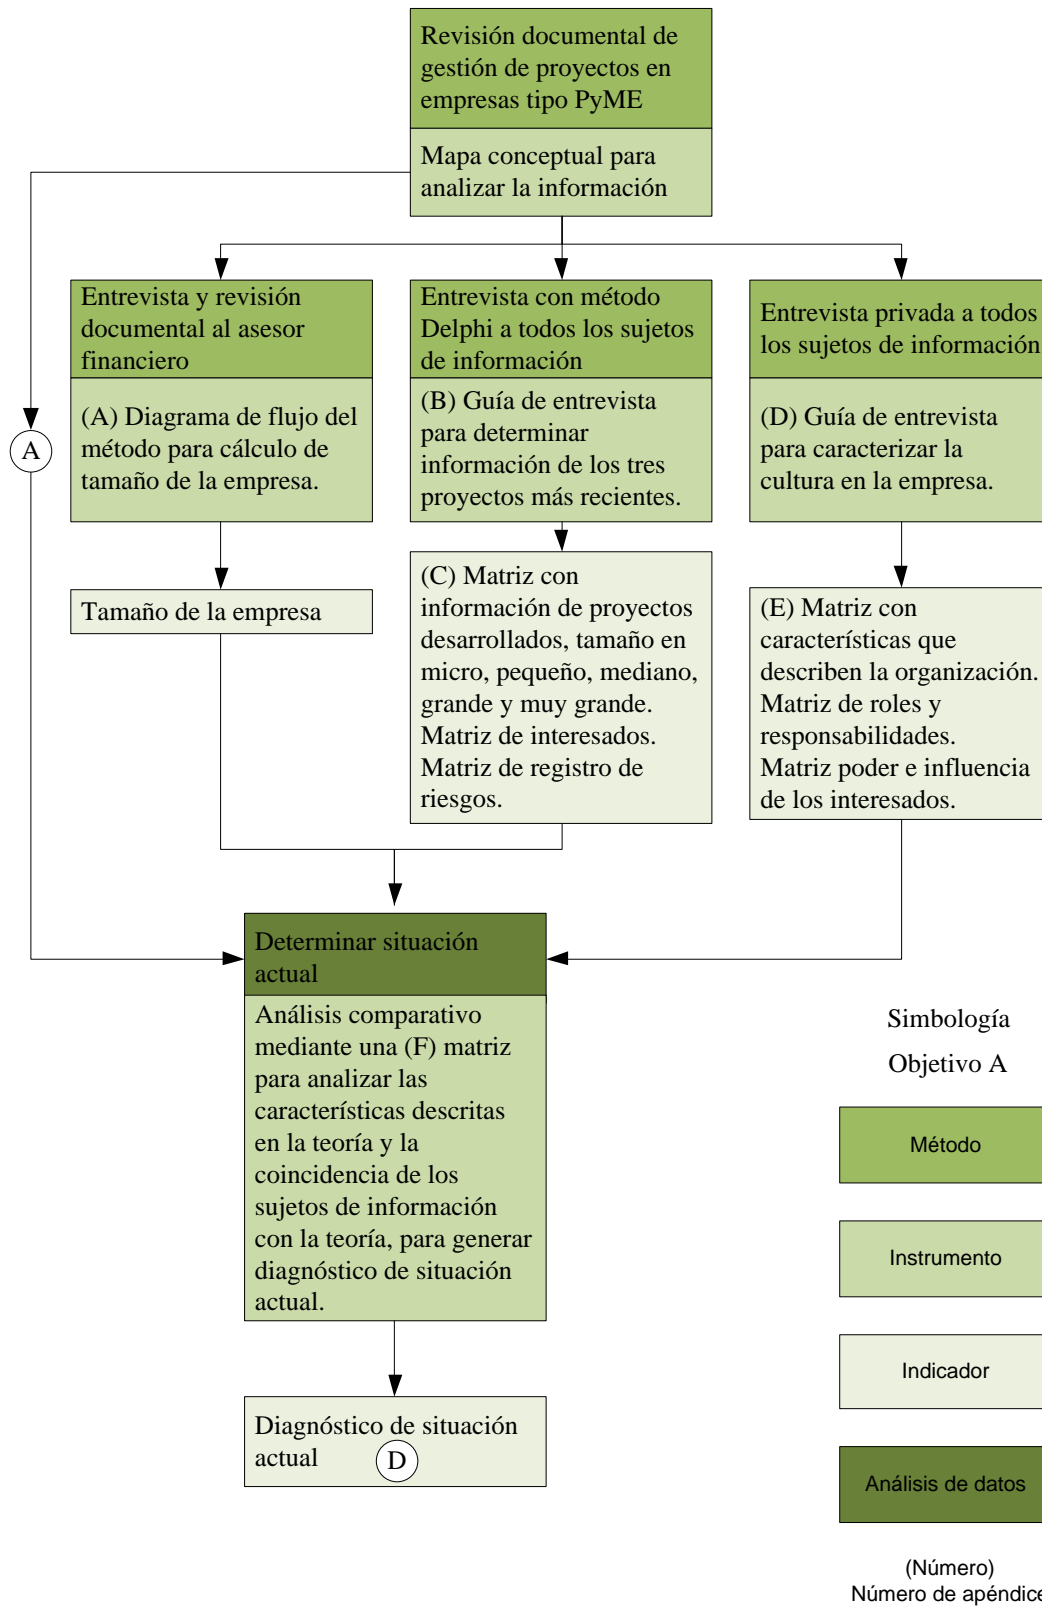 Revisión documental de
gestión de proyectos en
empresas tipo PyME
Mapa conceptual para
analizar la información
Entrevista y revisión
documental al asesor
financiero
(A) Diagrama de flujo del
método para cálculo de
tamaño de la empresa.
Entrevista con método
Delphi a todos los sujetos
de información
(B) Guía de entrevista
para determinar
información de los tres
proyectos más recientes.
Entrevista privada a todos
los sujetos de información
(D) Guía de entrevista
para caracterizar la
cultura en la empresa.
A
Tamaño de la empresa
(C) Matriz con
información de proyectos
desarrollados, tamaño en
micro, pequeño, mediano,
grande y muy grande.
Matriz de interesados.
Matriz de registro de
riesgos.
(E) Matriz con
características que
describen la organización.
Matriz de roles y
responsabilidades.
Matriz poder e influencia
de los interesados.
Determinar situación
actual
Análisis comparativo
mediante una (F) matriz
para analizar las
características descritas
en la teoría y la
coincidencia de los
sujetos de información
con la teoría, para generar
diagnóstico de situación
actual.
Diagnóstico de situación
actual
D
Simbología
Objetivo A
Método
Instrumento
Indicador
Análisis de datos
(Número)
Número de apéndice